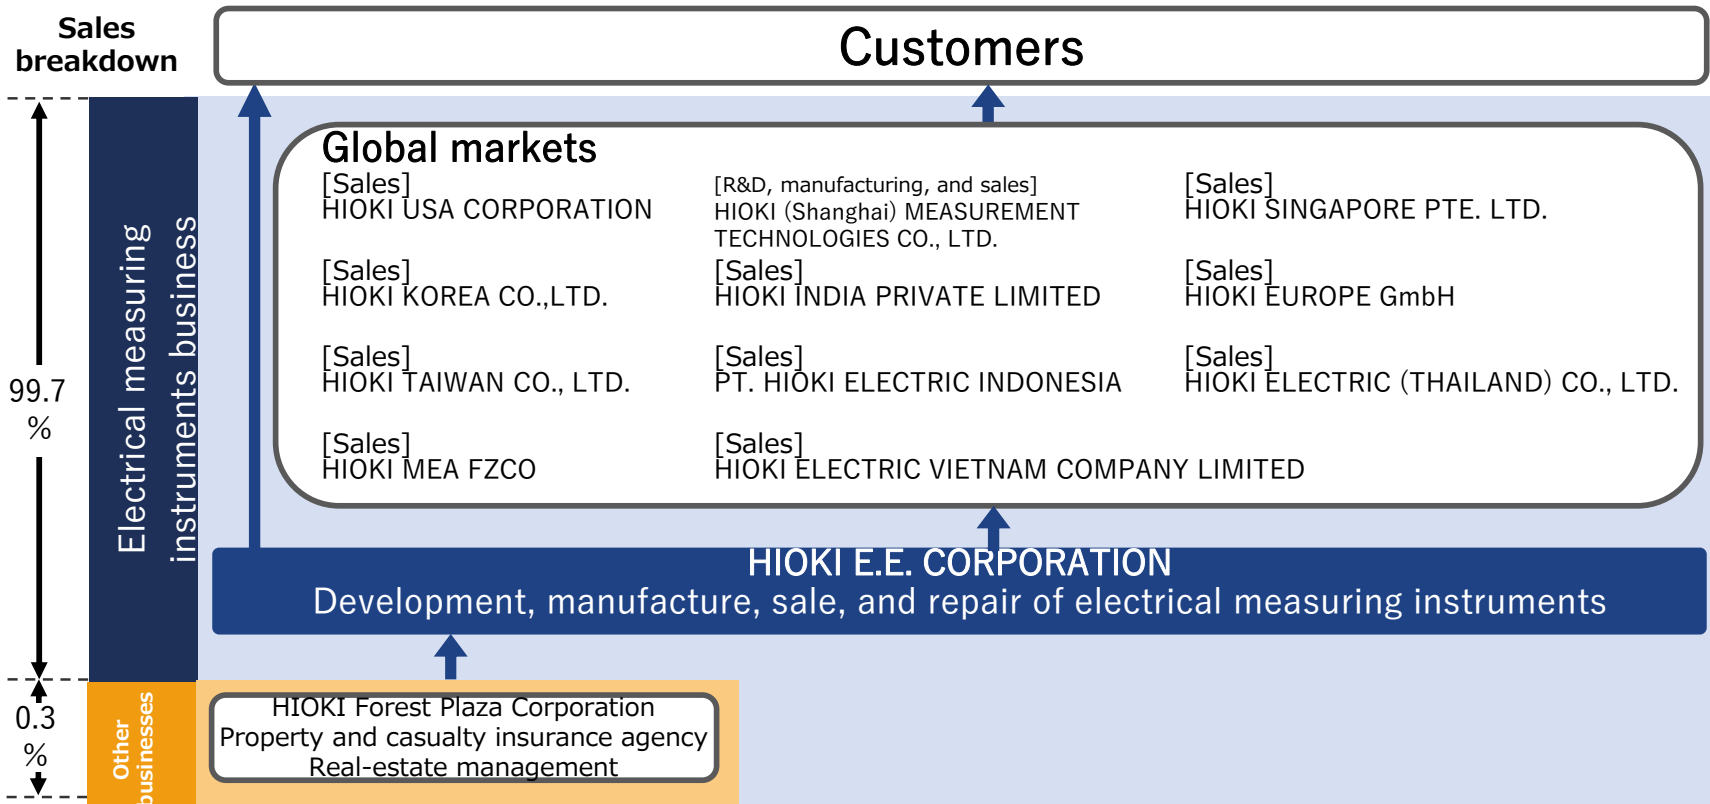 Sales
breakdown
Customers
Global markets
[Sales]
HIOKI USA CORPORATION
[R&D, manufacturing, and sales]
HIOKI (Shanghai) MEASUREMENT
TECHNOLOGIES CO., LTD.
[Sales]
HIOKI SINGAPORE PTE. LTD.
[Sales]
HIOKI KOREA CO.,LTD.
[Sales]
HIOKI INDIA PRIVATE LIMITED
[Sales]
HIOKI EUROPE GmbH
[Sales]
HIOKI TAIWAN CO., LTD.
[Sales]
PT. HIOKI ELECTRIC INDONESIA
[Sales]
HIOKI ELECTRIC (THAILAND) CO., LTD.
[Sales]
HIOKI MEA FZCO
[Sales]
HIOKI ELECTRIC VIETNAM COMPANY LIMITED
99.7
%
Electrical measuring
instruments business
HIOKI E.E. CORPORATION
Development, manufacture, sale, and repair of electrical measuring instruments
0.3
%
Other
businesses
HIOKI Forest Plaza Corporation
Property and casualty insurance agency
Real-estate management